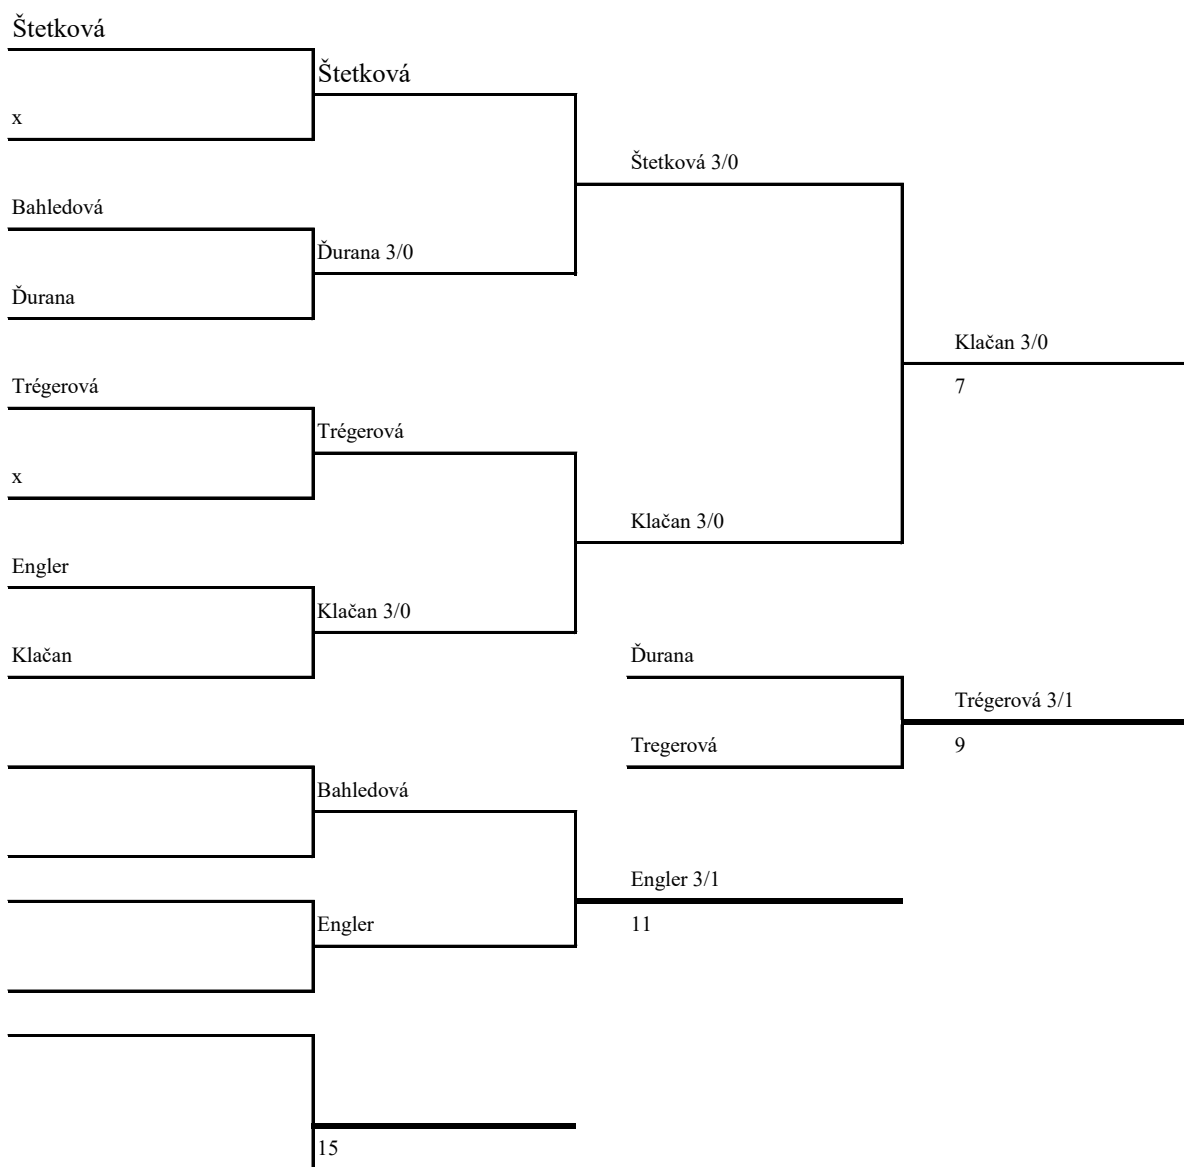 Štetková
Štetková
x
Štetková 3/0
Bahledová
Ďurana 3/0
Ďurana
Klačan 3/0
Trégerová
7
Trégerová
x
Klačan 3/0
Engler
Klačan 3/0
Klačan
Ďurana
Trégerová 3/1
Tregerová
9
Bahledová
Engler 3/1
Engler
11
15